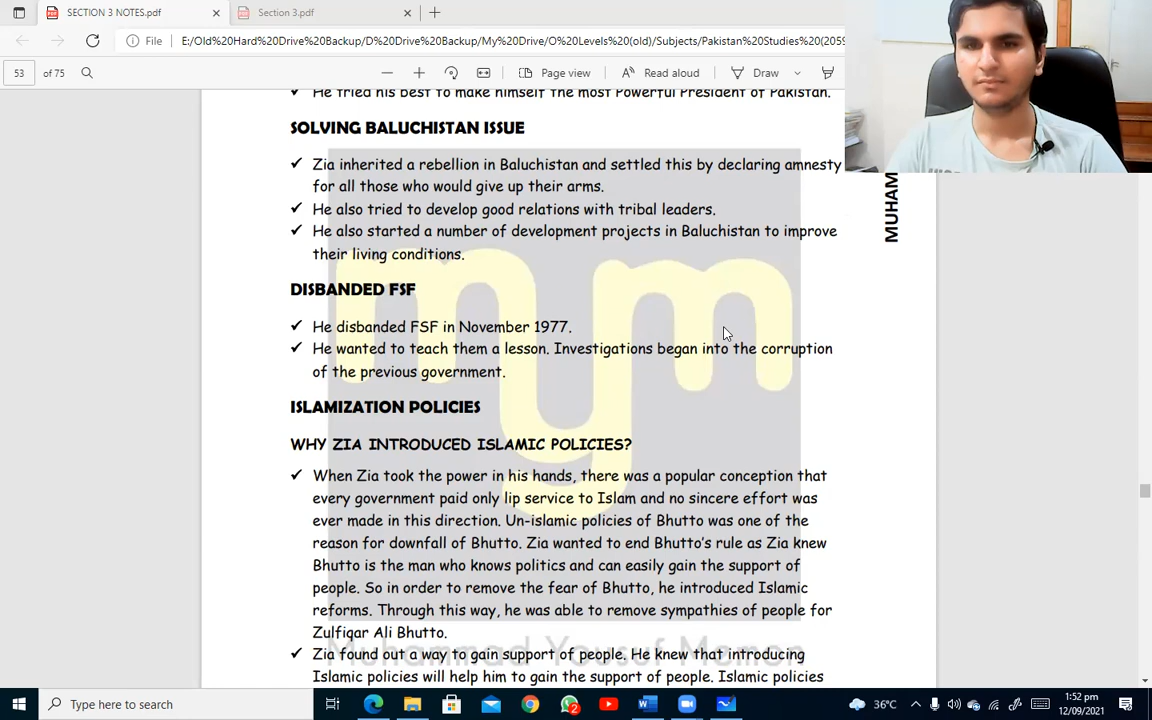 SECTION 3 NOTES.pdf
Section 3.pdf
File
E:/Old%20Hard%20Drive%20Backup/D%20Drive%20Backup/My%20Drive/O%20Levels%20(old)/Subjects/Pakistan%20Studies%20(2059
53 of 75
Page view
Read aloud
Draw
He tried his best to make himself the most Powerful President of Pakistan.
SOLVING BALUCHISTAN ISSUE
Zia inherited a rebellion in Baluchistan and settled this by declaring amnesty
for all those who would give up their arms.
He also tried to develop good relations with tribal leaders.
He also started a number of development projects in Baluchistan to improve
their living conditions.
MUHAM
DISBANDED FSF
He disbanded FSF in November 1977.
He wanted to teach them a lesson. Investigations began into the corruption
of the previous government.
ISLAMIZATION POLICIES
WHY ZIA INTRODUCED ISLAMIC POLICIES?
When Zia took the power in his hands, there was a popular conception that
every government paid only lip service to Islam and no sincere effort was
ever made in this direction. Un-islamic policies of Bhutto was one of the
reason for downfall of Bhutto. Zia wanted to end Bhutto's rule as Zia knew
Bhutto is the man who knows politics and can easily gain the support of
people. So in order to remove the fear of Bhutto, he introduced Islamic
reforms. Through this way, he was able to remove sympathies of people for
Zulfiqar Ali Bhutto.
Zia found out a way to gain support of people. He knew that introducing
Islamic policies will help him to gain the support of people. Islamic policies
mym
Muhammad Yousuf Memon
Type here to search
2
36°C
1:52 pm
12/09/2021